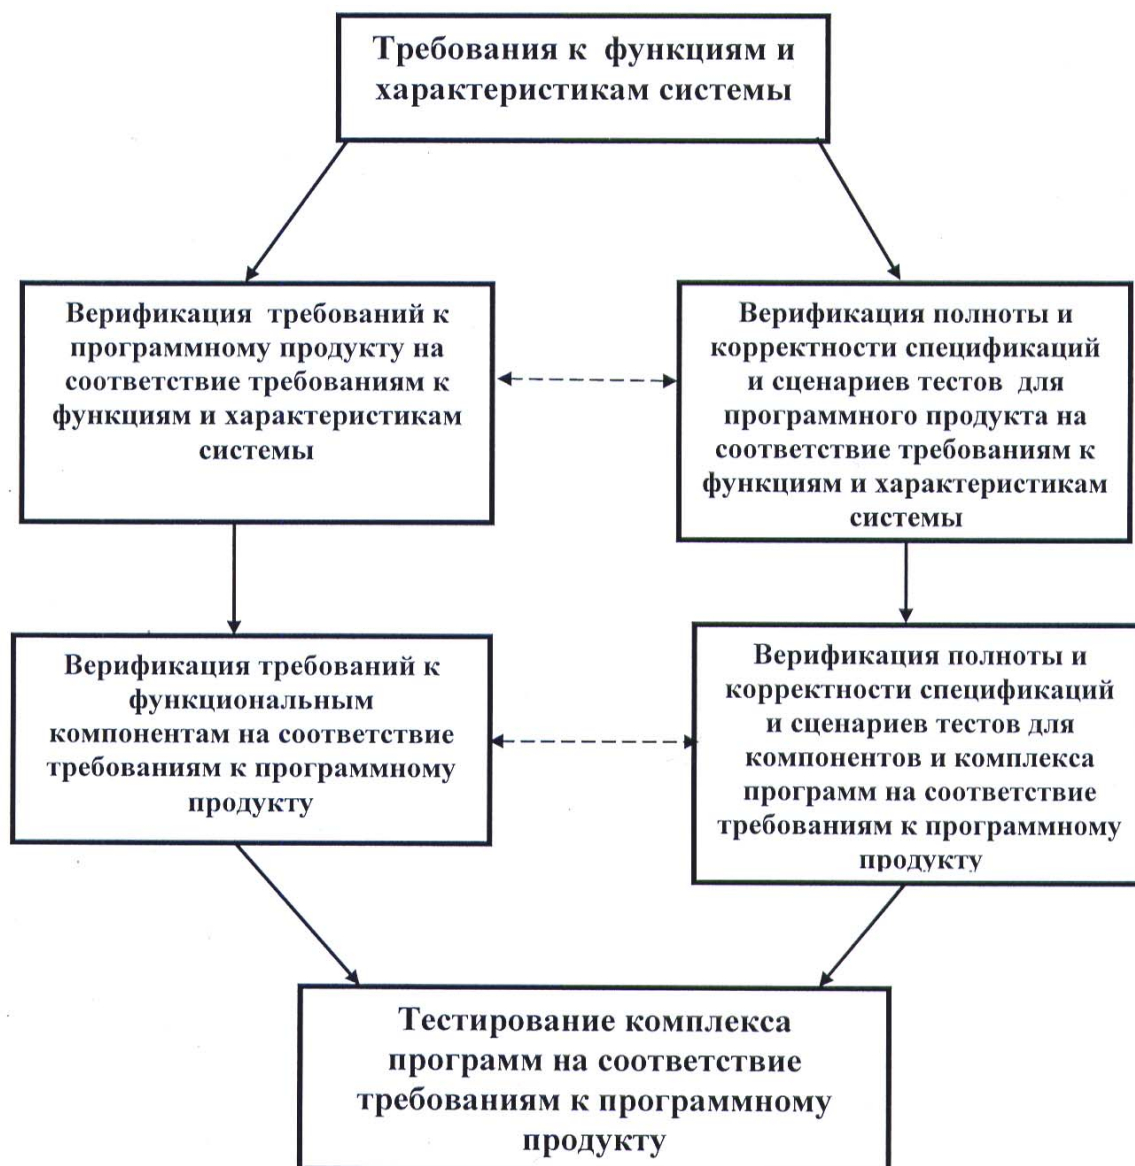 Требования к функциям и
характеристикам системы
Верификация требований к
программному продукту на
соответствие требованиям к
функциям и характеристикам
системы
Верификация полноты и
корректности спецификаций
и сценариев тестов для
программного продукта на
соответствие требованиям к
функциям и характеристикам
системы
Верификация требований к
функциональным
компонентам на соответствие
требованиям к программному
продукту
Верификация полноты и
корректности спецификаций
и сценариев тестов для
компонентов и комплекса
программ на соответствие
требованиям к программному
продукту
Тестирование комплекса
программ на соответствие
требованиям к программному
продукту